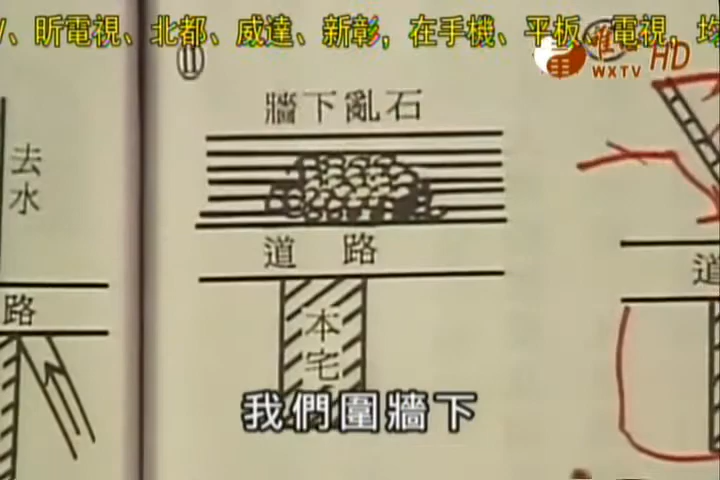 V、昕電視、北都、威達、新彰，在手機、平板、電視，均
WXTV HD
⑪
牆下亂石
去水
道路
路
道
本宅
我們圍牆下